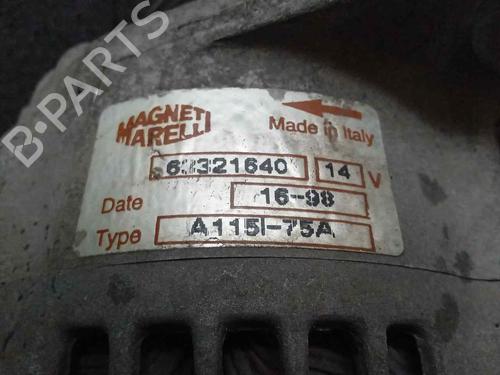 B-PARTS
MAGNETI MARELLI
Made in Italy
63321640 14 V
Date 16-98
Type A115I-75A